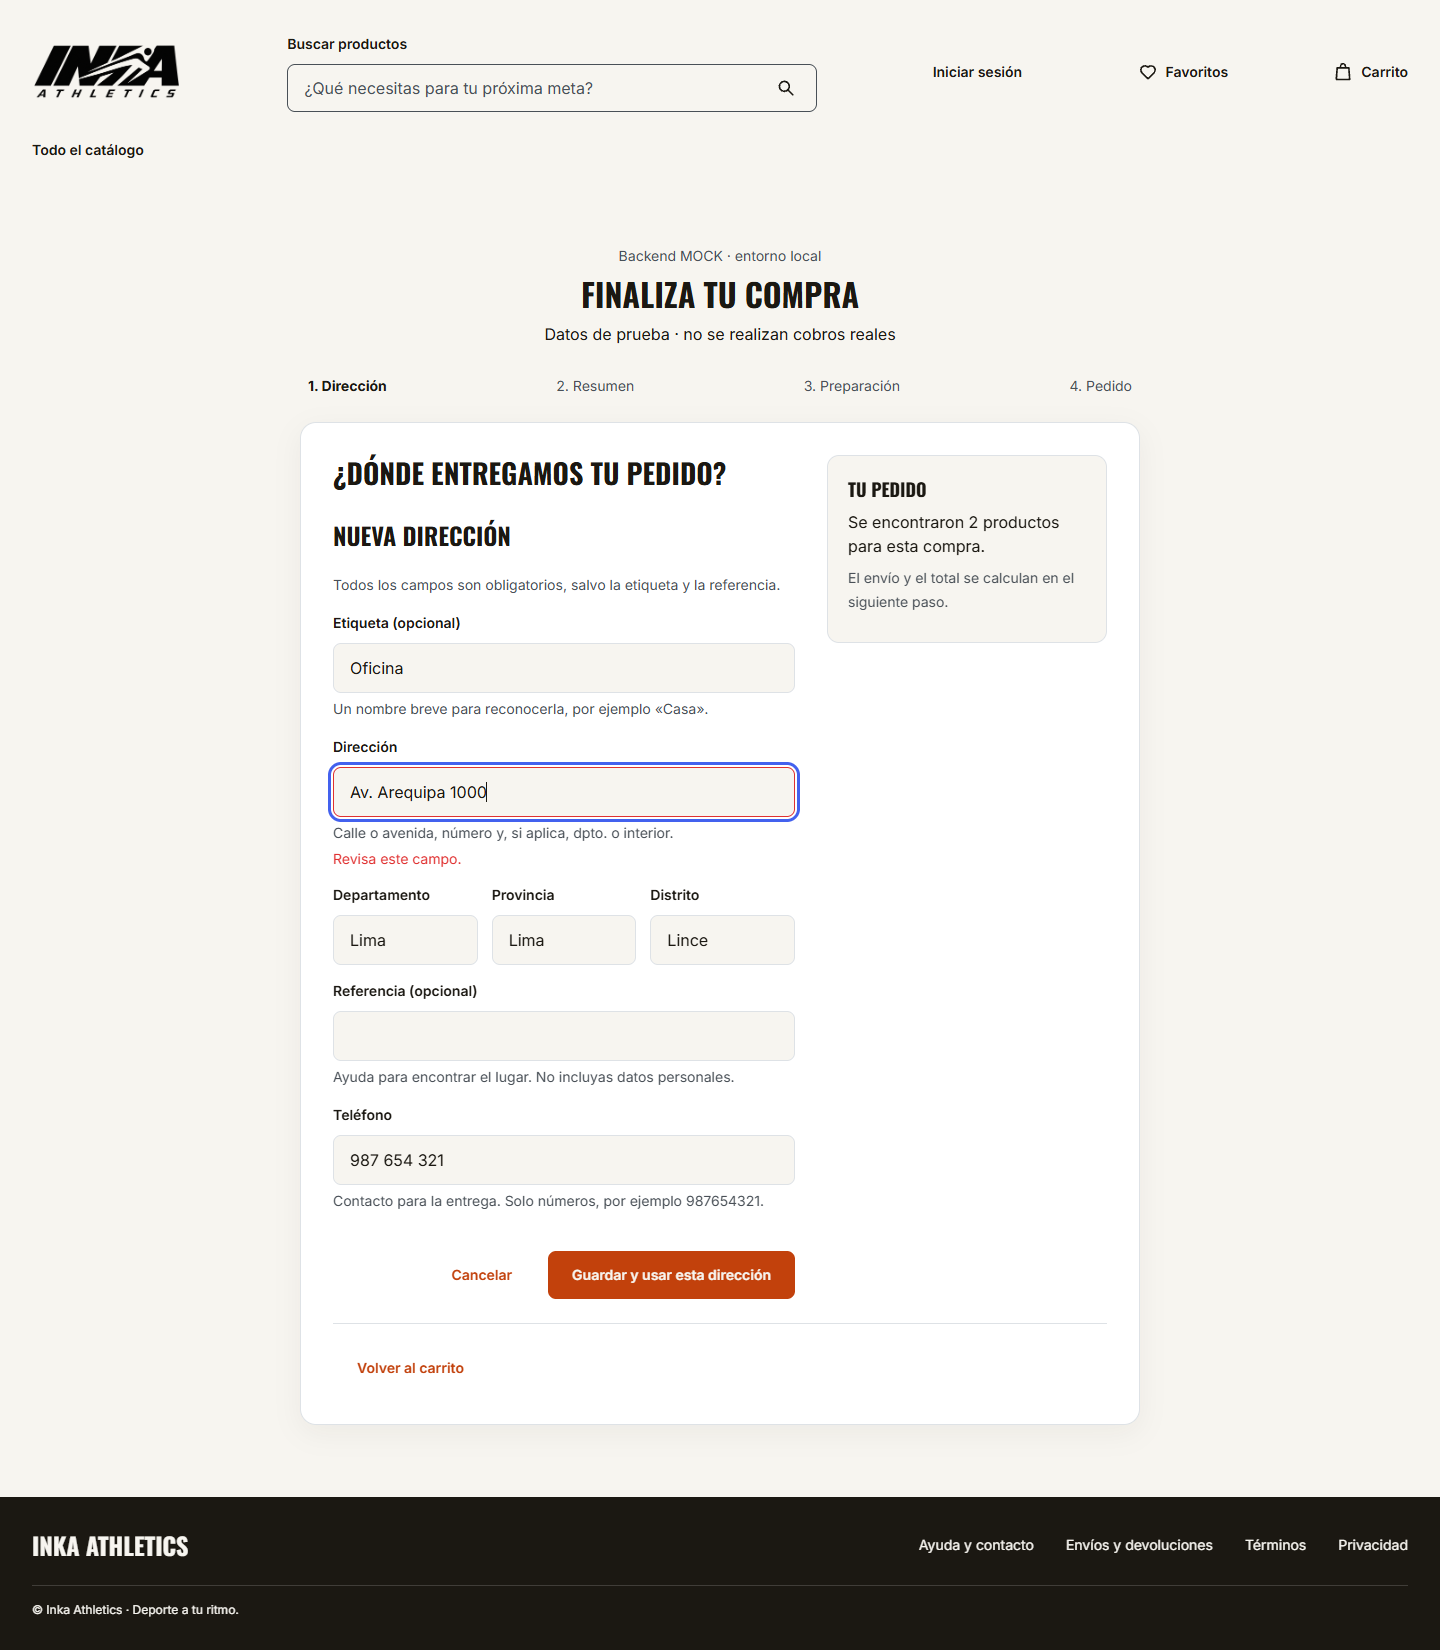 INKA
ATHLETICS
Buscar productos
¿Qué necesitas para tu próxima meta?
Iniciar sesión
Favoritos
Carrito
Todo el catálogo
Backend MOCK · entorno local
FINALIZA TU COMPRA
Datos de prueba · no se realizan cobros reales
1. Dirección
2. Resumen
3. Preparación
4. Pedido
¿DÓNDE ENTREGAMOS TU PEDIDO?
NUEVA DIRECCIÓN
Todos los campos son obligatorios, salvo la etiqueta y la referencia.
Etiqueta (opcional)
Oficina
Un nombre breve para reconocerla, por ejemplo «Casa».
Dirección
Av. Arequipa 1000
Calle o avenida, número y, si aplica, dpto. o interior.
Revisa este campo.
Departamento
Provincia
Distrito
Lima
Lima
Lince
Referencia (opcional)
Ayuda para encontrar el lugar. No incluyas datos personales.
Teléfono
987 654 321
Contacto para la entrega. Solo números, por ejemplo 987654321.
Cancelar
Guardar y usar esta dirección
TU PEDIDO
Se encontraron 2 productos
para esta compra.
El envío y el total se calculan en el
siguiente paso.
Volver al carrito
INKA ATHLETICS
Ayuda y contacto
Envíos y devoluciones
Términos
Privacidad
© Inka Athletics · Deporte a tu ritmo.